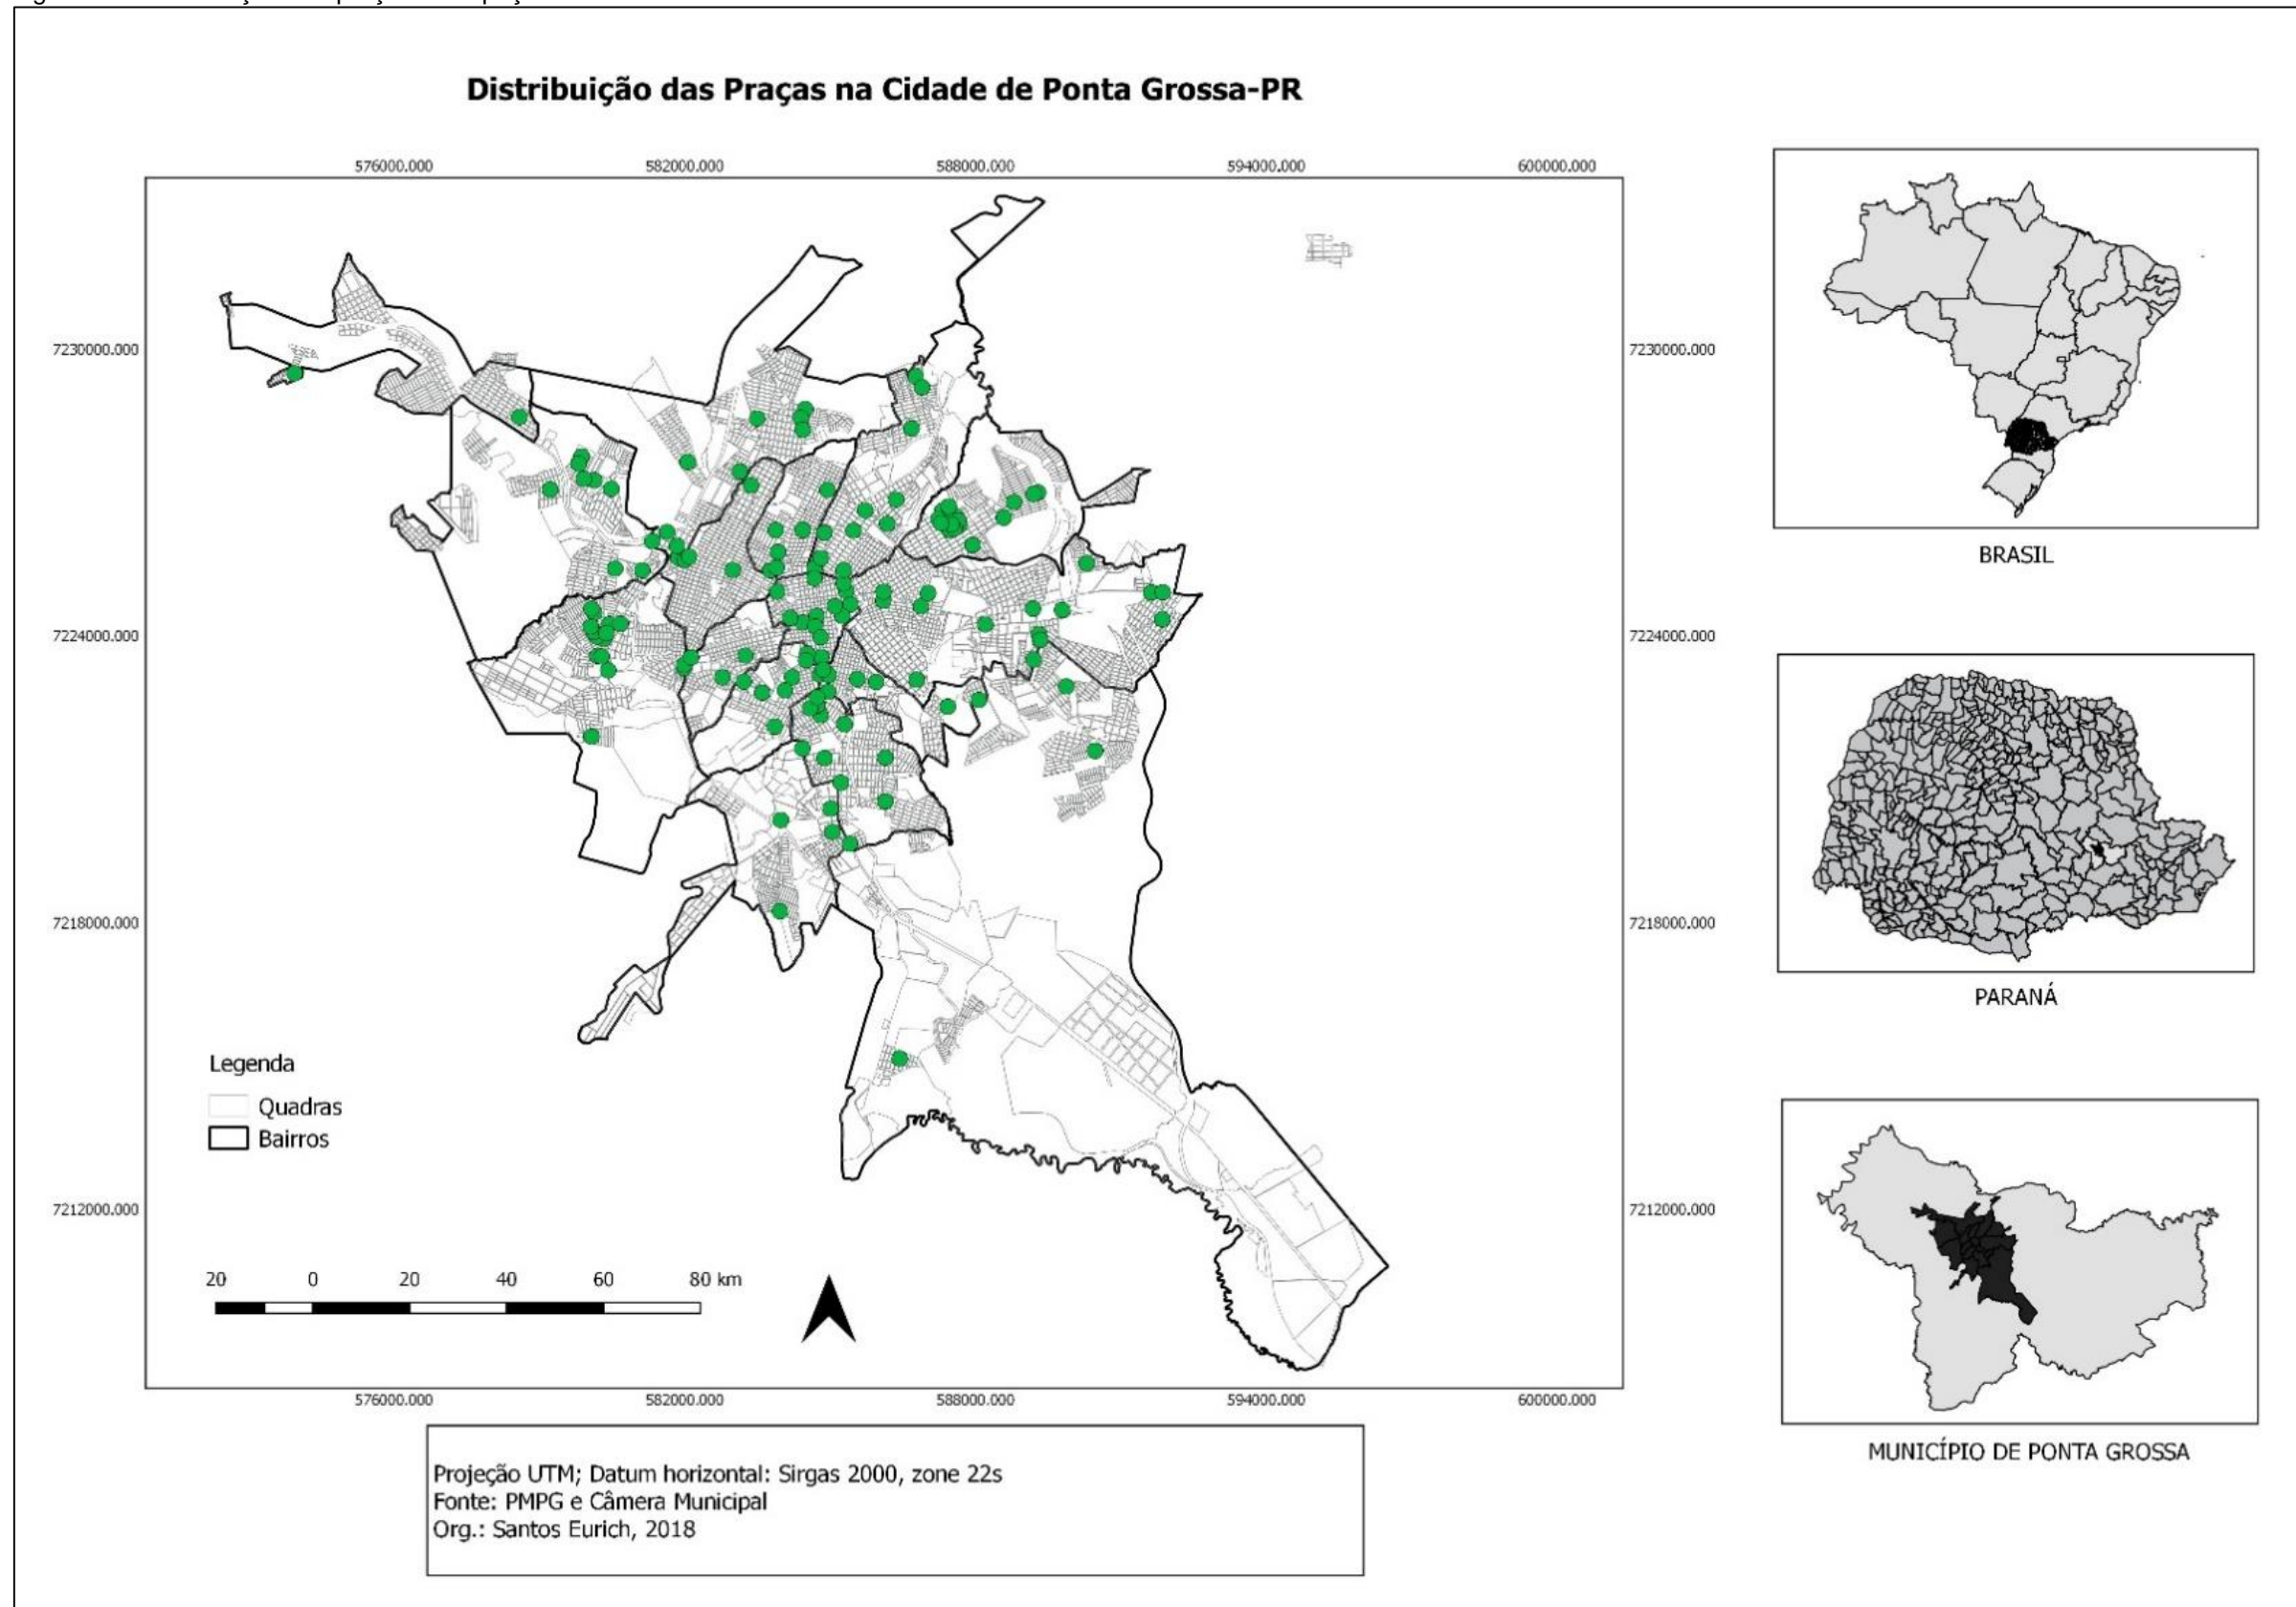 Distribuição das Praças na Cidade de Ponta Grossa-PR
576000.000 582000.000 588000.000 594000.000 600000.000
7230000.000 7230000.000
7224000.000 7224000.000
7218000.000 7218000.000
7212000.000 7212000.000
Legenda
Quadras
Bairros
20 0 20 40 60 80 km
576000.000 582000.000 588000.000 594000.000 600000.000
Projeção UTM; Datum horizontal: Sirgas 2000, zone 22s
Fonte: PMPG e Câmera Municipal
Org.: Santos Eurich, 2018
BRASIL
PARANÁ
MUNICÍPIO DE PONTA GROSSA